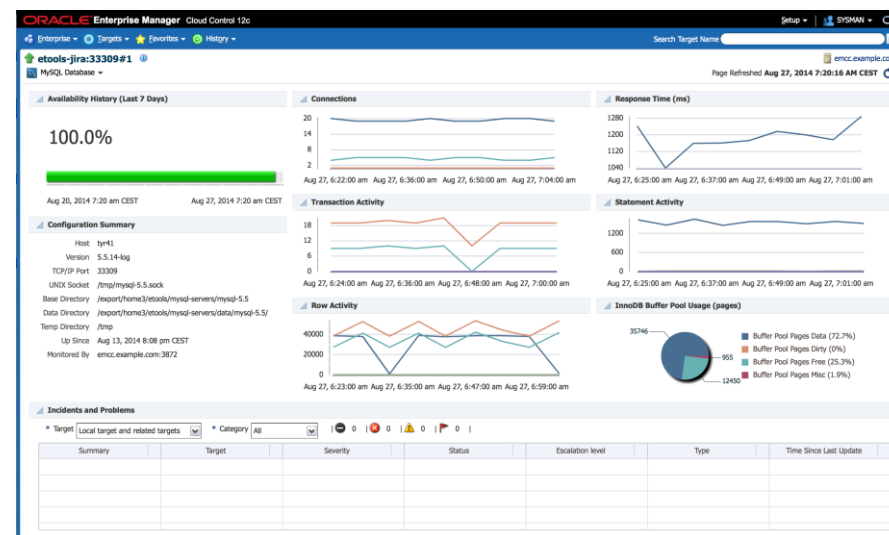 ORACLE Enterprise Manager Cloud Control 12c
Setup SYSMAN
Enterprise Targets Favorites History
Search Target Name
etools-jira:33309#1
emcc.example.co
MySQL Database
Page Refreshed Aug 27, 2014 7:20:16 AM CEST
Availability History (Last 7 Days)
100.0%
Aug 20, 2014 7:20 am CEST
Aug 27, 2014 7:20 am CEST
Configuration Summary
Host tyr41
Version 5.5.14-log
TCP/IP Port 33309
UNIX Socket /tmp/mysql-5.5.sock
Base Directory /export/home3/etools/mysql-servers/mysql-5.5
Data Directory /export/home3/etools/mysql-servers/data/mysql-5.5/
Temp Directory /tmp
Up Since Aug 13, 2014 8:08 pm CEST
Monitored By emcc.example.com:3872
Connections
20
14
8
2
Aug 27, 6:22:00 am Aug 27, 6:36:00 am Aug 27, 6:50:00 am Aug 27, 7:04:00 am
Transaction Activity
18
12
6
0
Aug 27, 6:24:00 am Aug 27, 6:36:00 am Aug 27, 6:48:00 am Aug 27, 7:00:00 am
Row Activity
40000
20000
0
Aug 27, 6:23:00 am Aug 27, 6:35:00 am Aug 27, 6:47:00 am Aug 27, 6:59:00 am
Response Time (ms)
1280
1200
1120
1040
Aug 27, 6:25:00 am Aug 27, 6:37:00 am Aug 27, 6:49:00 am Aug 27, 7:01:00 am
Statement Activity
1200
600
0
Aug 27, 6:25:00 am Aug 27, 6:37:00 am Aug 27, 6:49:00 am Aug 27, 7:01:00 am
InnoDB Buffer Pool Usage (pages)
35746
955
12450
Buffer Pool Pages Data (72.7%)
Buffer Pool Pages Dirty (0%)
Buffer Pool Pages Free (25.3%)
Buffer Pool Pages Misc (1.9%)
Incidents and Problems
* Target Local target and related targets * Category All | 0 | 0 | 0 | 0 |
Summary Target Severity Status Escalation level Type Time Since Last Update